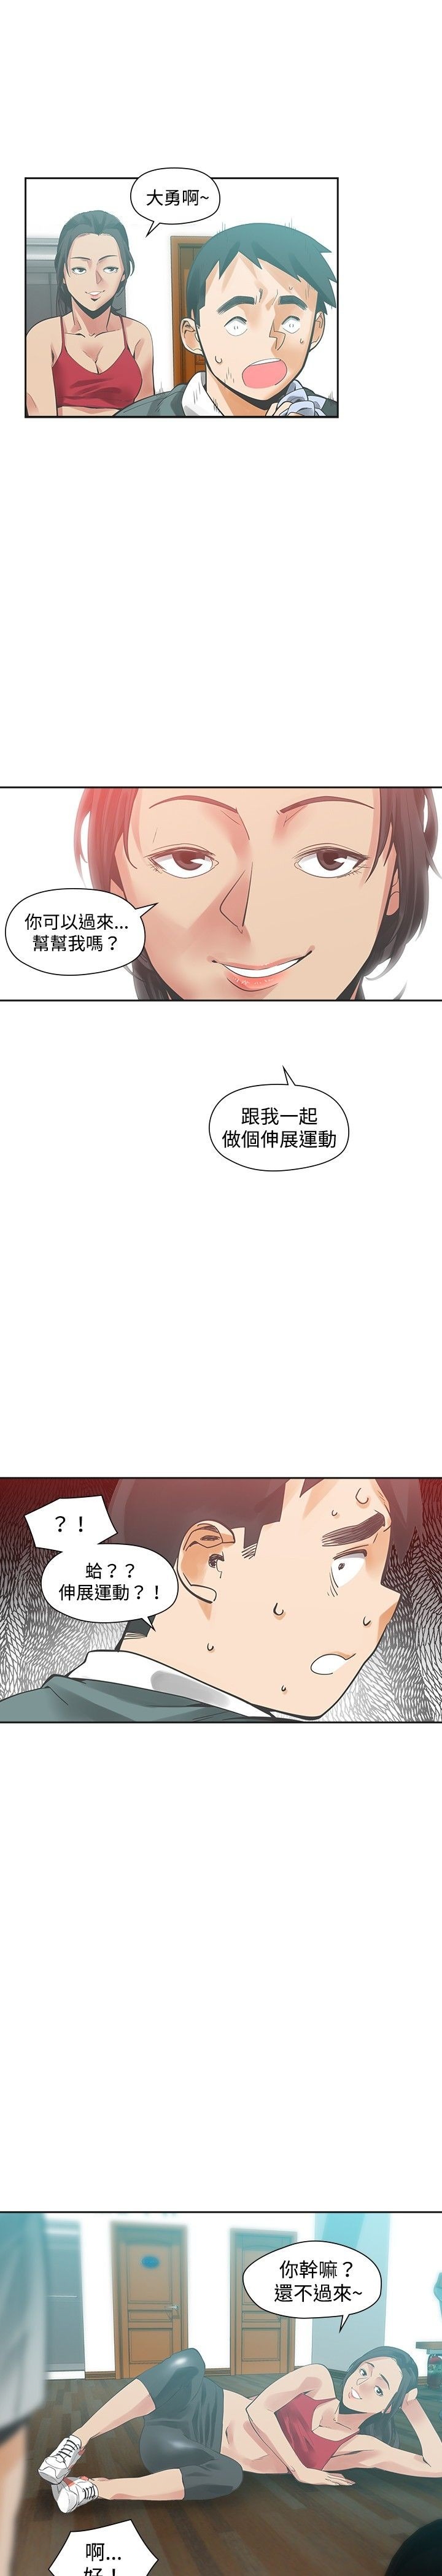 大勇啊~
你可以過來...
幫幫我嗎？
跟我一起
做個伸展運動
？！
蛤？？
伸展運動？！
你幹嘛？
還不過來~
啊...
好！